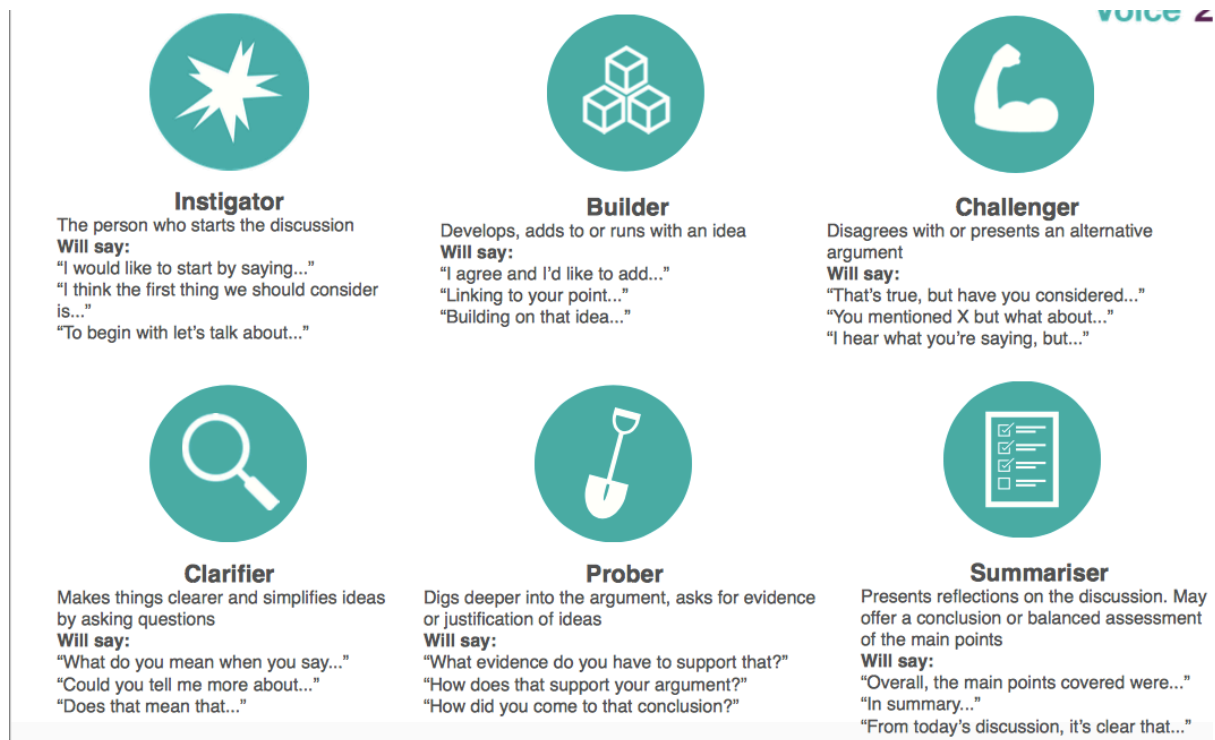 Voice 2
Instigator
The person who starts the discussion
Will say:
“I would like to start by saying...”
“I think the first thing we should consider
is...”
“To begin with let’s talk about...”
Builder
Develops, adds to or runs with an idea
Will say:
“I agree and I’d like to add...”
“Linking to your point...”
“Building on that idea...”
Challenger
Disagrees with or presents an alternative
argument
Will say:
“That’s true, but have you considered...”
“You mentioned X but what about...”
“I hear what you’re saying, but...”
Clarifier
Makes things clearer and simplifies ideas
by asking questions
Will say:
“What do you mean when you say...”
“Could you tell me more about...”
“Does that mean that...”
Prober
Digs deeper into the argument, asks for evidence
or justification of ideas
Will say:
“What evidence do you have to support that?”
“How does that support your argument?”
“How did you come to that conclusion?”
Summariser
Presents reflections on the discussion. May
offer a conclusion or balanced assessment
of the main points
Will say:
“Overall, the main points covered were...”
“In summary...”
“From today’s discussion, it’s clear that...”